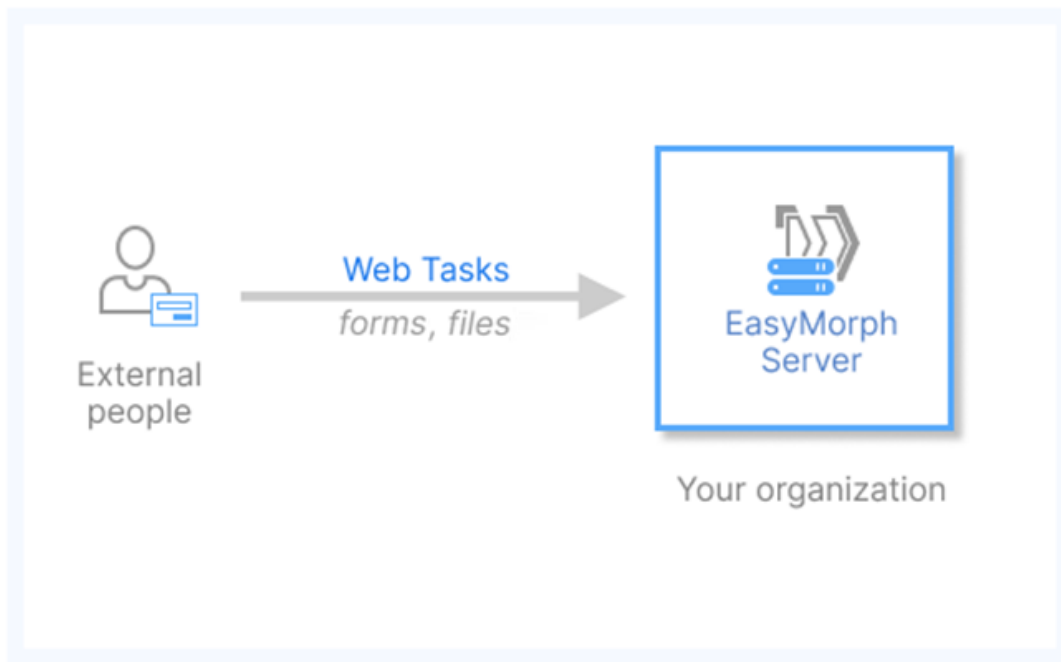 Web Tasks
forms, files
External
people
EasyMorph
Server
Your organization